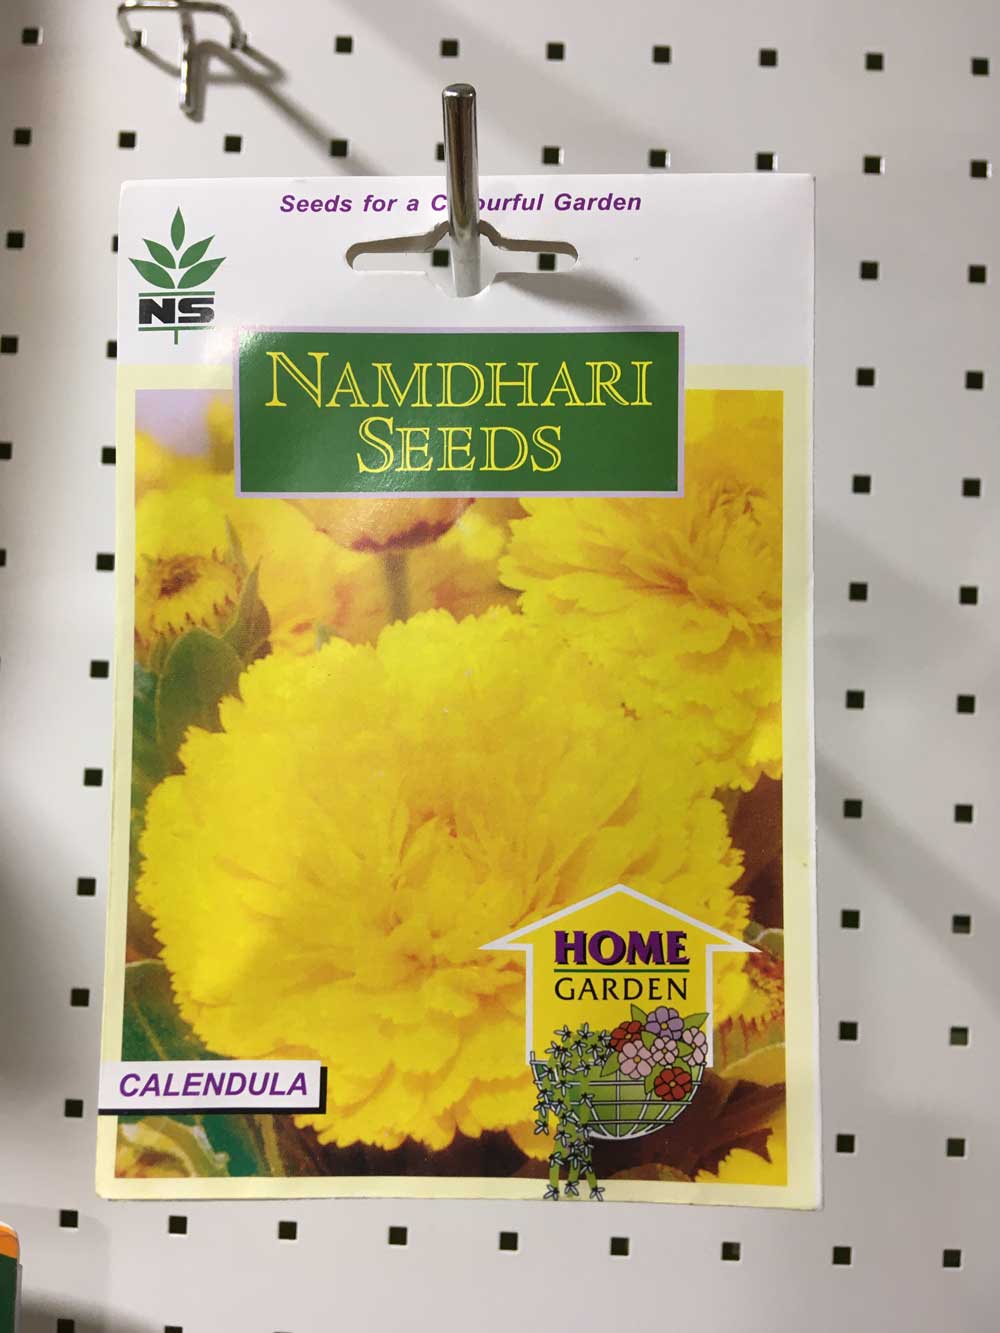 Seeds for a C ourful Garden
NS
NAMDHARI
SEEDS
HOME
GARDEN
CALENDULA